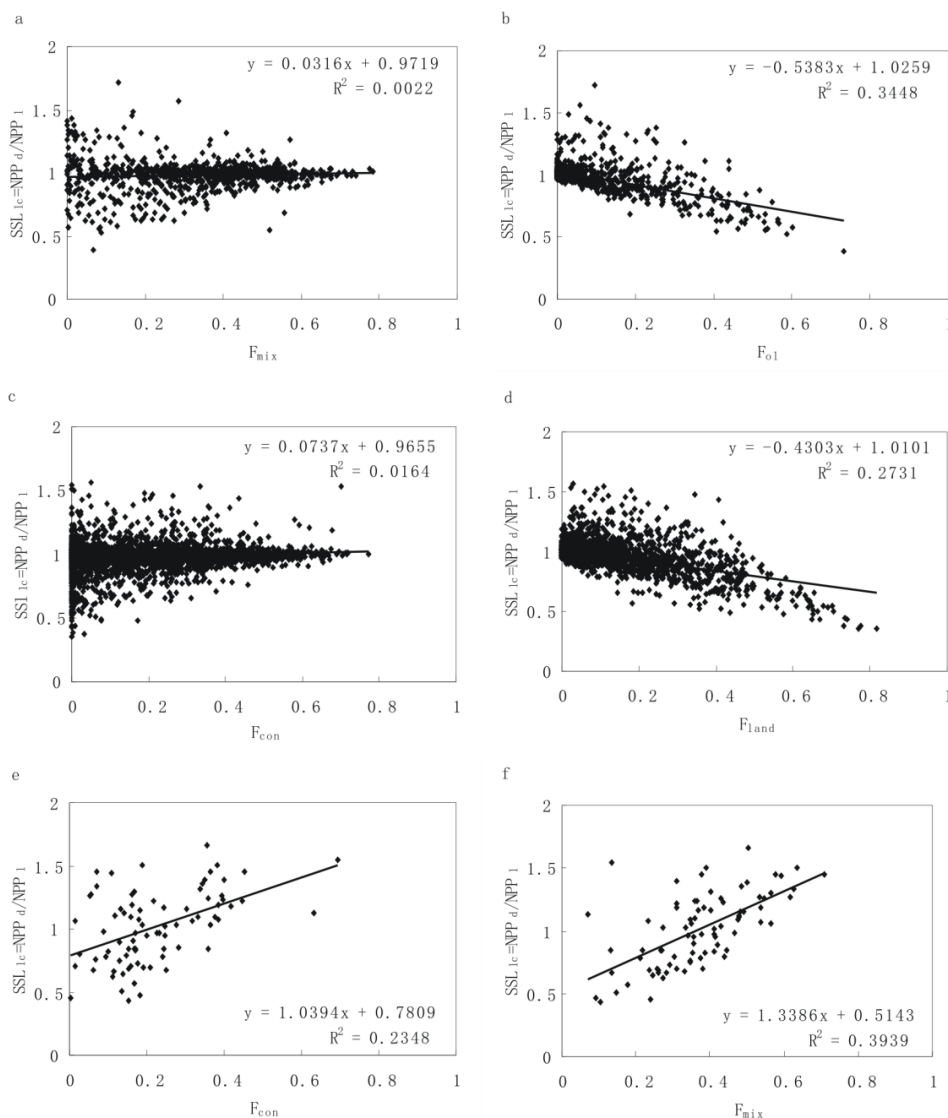 a
y = 0.0316x + 0.9719
R² = 0.0022
2
1.5
1
0.5
0
SSL lc=NPP d/NPP l
0 0.2 0.4 0.6 0.8 1
F mix
b
y = -0.5383x + 1.0259
R² = 0.3448
2
1.5
1
0.5
0
SSL lc=NPP d/NPP l
0 0.2 0.4 0.6 0.8 1
F ol
c
y = 0.0737x + 0.9655
R² = 0.0164
2
1.5
1
0.5
0
SSl lc=NPP d/NPP l
0 0.2 0.4 0.6 0.8 1
F con
d
y = -0.4303x + 1.0101
R² = 0.2731
2
1.5
1
0.5
0
SSL lc=NPP d/NPP l
0 0.2 0.4 0.6 0.8 1
F land
e
2
1.5
1
0.5
0
SSL lc=NPP d/NPP l
y = 1.0394x + 0.7809
R² = 0.2348
0 0.2 0.4 0.6 0.8 1
F con
f
2
1.5
1
0.5
0
SSL lc=NPP d/NPP l
y = 1.3386x + 0.5143
R² = 0.3939
0 0.2 0.4 0.6 0.8 1
F mix